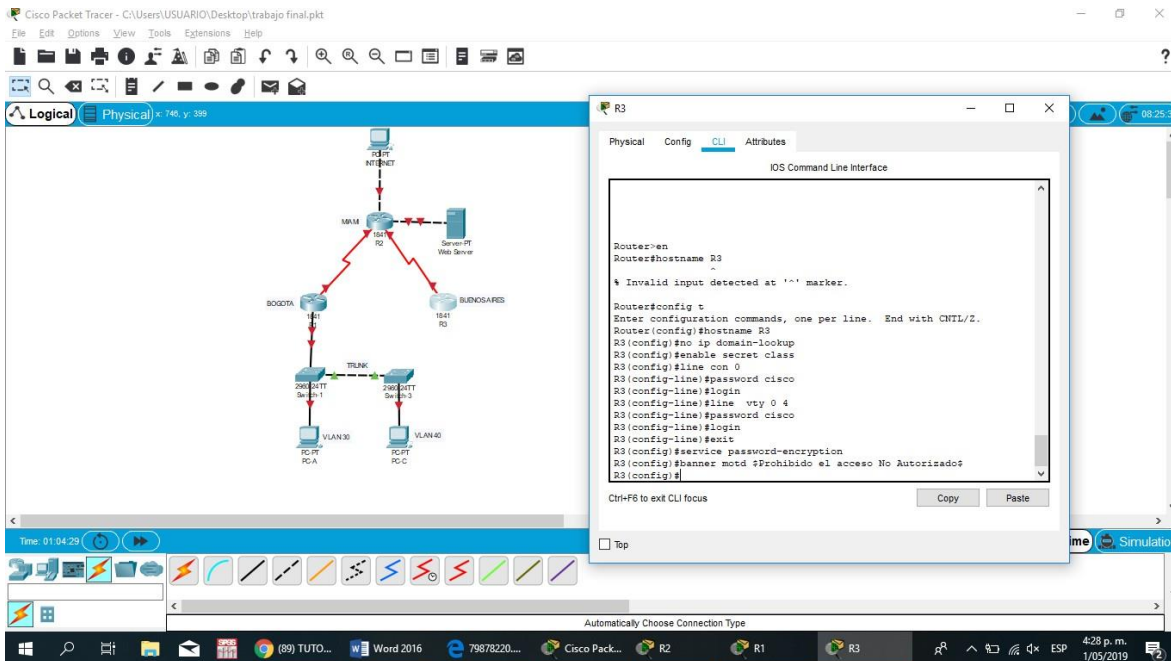 Cisco Packet Tracer - C:\Users\USUARIO\Desktop\trabajo final.pkt
File Edit Options View Tools Extensions Help
?
Logical Physical x: 746, y: 399
08:25:3
PC-PT
INTERNET
MIAMI
1841
R2
Server-PT
Web Server
BOGOTA
1841
R1
BUENOS AIRES
1841
R3
TRUNK
2960-24TT
Switch-1
2960-24TT
Switch-3
VLAN 30
PC-PT
PC-A
VLAN 40
PC-PT
PC-C
R3
Physical Config CLI Attributes
IOS Command Line Interface
Router>en
Router#hostname R3
^
% Invalid input detected at '^' marker.
Router#config t
Enter configuration commands, one per line. End with CNTL/Z.
Router(config)#hostname R3
R3(config)#no ip domain-lookup
R3(config)#enable secret class
R3(config)#line con 0
R3(config-line)#password cisco
R3(config-line)#login
R3(config-line)#line  vty 0 4
R3(config-line)#password cisco
R3(config-line)#login
R3(config-line)#exit
R3(config)#service password-encryption
R3(config)#banner motd $Prohibido el acceso No Autorizado$
R3(config)#
Ctrl+F6 to exit CLI focus
Copy Paste
Top
Time: 01:04:29
me Simulatio
Automatically Choose Connection Type
(89) TUTO... Word 2016 79878220.... Cisco Pack... R2 R1 R3 ESP
4:28 p. m.
1/05/2019
2